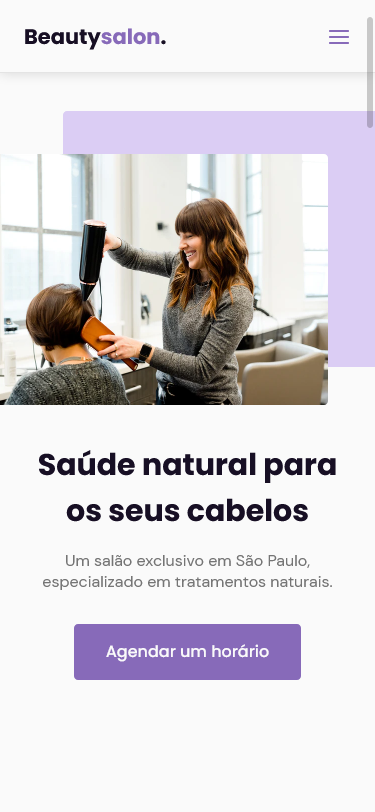 Beautysalon.
Saúde natural para
os seus cabelos
Um salão exclusivo em São Paulo,
especializado em tratamentos naturais.
Agendar um horário